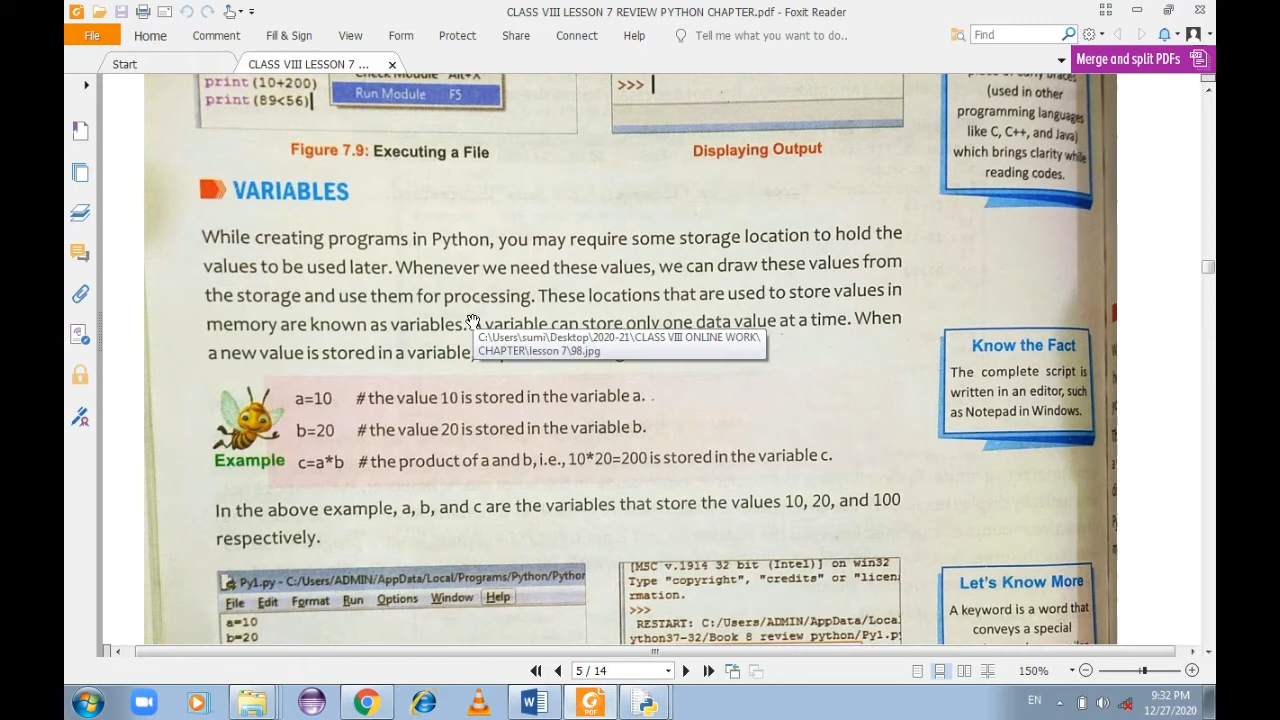 CLASS VIII LESSON 7 REVIEW PYTHON CHAPTER.pdf - Foxit Reader
File Home Comment Fill & Sign View Form Protect Share Connect Help Tell me what you want to do.. Find
Start CLASS VIII LESSON 7 ... Merge and split PDFs
print(10+200)
print(89<56)
Run Module F5
>>>
(used in other
programming languages
like C, C++, and Java)
which brings clarity while
reading codes.
Figure 7.9: Executing a File
Displaying Output
VARIABLES
While creating programs in Python, you may require some storage location to hold the
values to be used later. Whenever we need these values, we can draw these values from
the storage and use them for processing. These locations that are used to store values in
memory are known as variables. A variable can store only one data value at a time. When
a new value is stored in a variable,
C:\Users\sumi\Desktop\2020-21\CLASS VIII ONLINE WORK\
CHAPTER\lesson 7\98.jpg
Know the Fact
The complete script is
written in an editor, such
as Notepad in Windows.
Example
a=10 # the value 10 is stored in the variable a.
b=20 # the value 20 is stored in the variable b.
c=a*b # the product of a and b, i.e., 10*20=200 is stored in the variable c.
In the above example, a, b, and c are the variables that store the values 10, 20, and 100
respectively.
Py1.py - C:/Users/ADMIN/AppData/Local/Programs/Python/Python
File Edit Format Run Options Window Help
a=10
b=20
[MSC v.1914 32 bit (Intel)] on win32
Type "copyright", "credits" or "licen
rmation.
>>>
RESTART: C:/Users/ADMIN/AppData/Loca
ython37-32/Book 8 review python/Py1.py
Let's Know More
A keyword is a word that
conveys a special
5 / 14 150%
EN 9:32 PM
12/27/2020